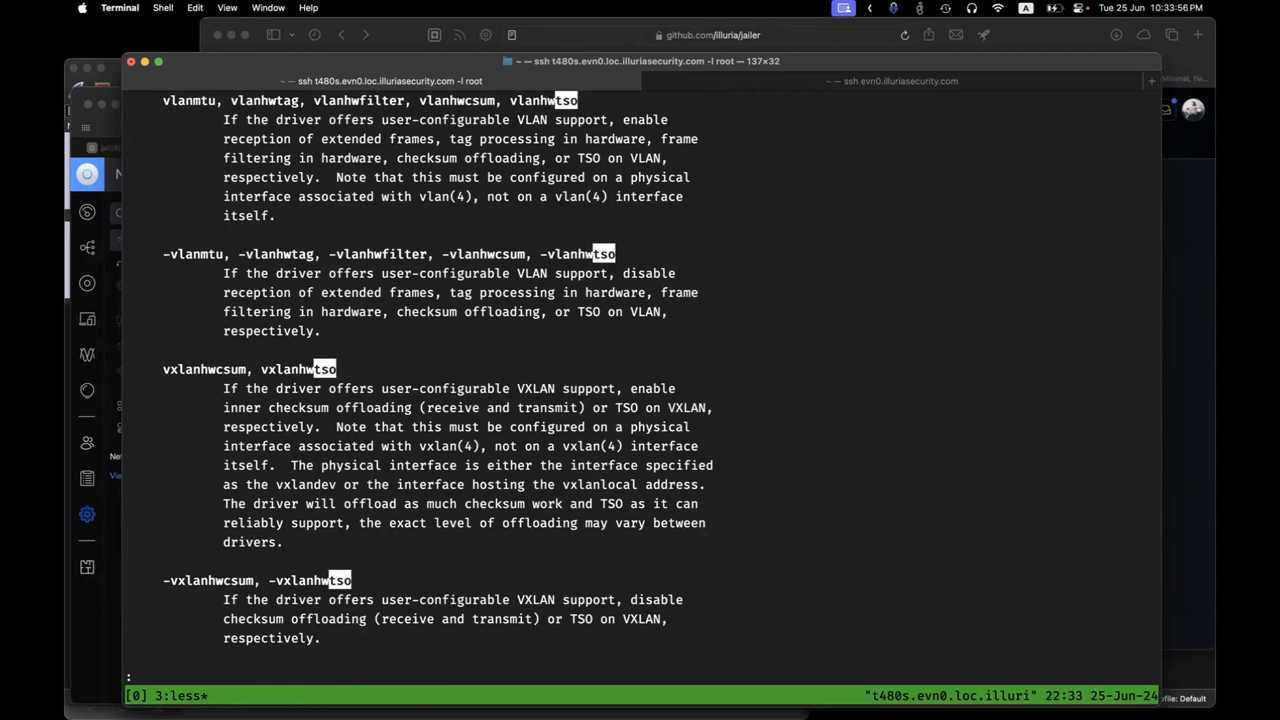 Terminal Shell Edit View Window Help
A
Tue 25 Jun 10:33:56 PM
github.com/illuria/jailer
~ — ssh t480s.evn0.loc.illuriasecurity.com -l root — 137×32
~ — ssh t480s.evn0.loc.illuriasecurity.com -l root
~ — ssh evn0.illuriasecurity.com
+
vlanmtu, vlanhwtag, vlanhwfilter, vlanhwcsum, vlanhwtso
If the driver offers user-configurable VLAN support, enable
reception of extended frames, tag processing in hardware, frame
filtering in hardware, checksum offloading, or TSO on VLAN,
respectively.  Note that this must be configured on a physical
interface associated with vlan(4), not on a vlan(4) interface
itself.
-vlanmtu, -vlanhwtag, -vlanhwfilter, -vlanhwcsum, -vlanhwtso
If the driver offers user-configurable VLAN support, disable
reception of extended frames, tag processing in hardware, frame
filtering in hardware, checksum offloading, or TSO on VLAN,
respectively.
vxlanhwcsum, vxlanhwtso
If the driver offers user-configurable VXLAN support, enable
inner checksum offloading (receive and transmit) or TSO on VXLAN,
respectively.  Note that this must be configured on a physical
interface associated with vxlan(4), not on a vxlan(4) interface
itself.  The physical interface is either the interface specified
as the vxlandev or the interface hosting the vxlanlocal address.
The driver will offload as much checksum work and TSO as it can
reliably support, the exact level of offloading may vary between
drivers.
-vxlanhwcsum, -vxlanhwtso
If the driver offers user-configurable VXLAN support, disable
checksum offloading (receive and transmit) or TSO on VXLAN,
respectively.
:
[0] 3:less*
"t480s.evn0.loc.illuri" 22:33 25-Jun-24
jail(8)
N
Net
Vie
Minimal,
ofile: Default